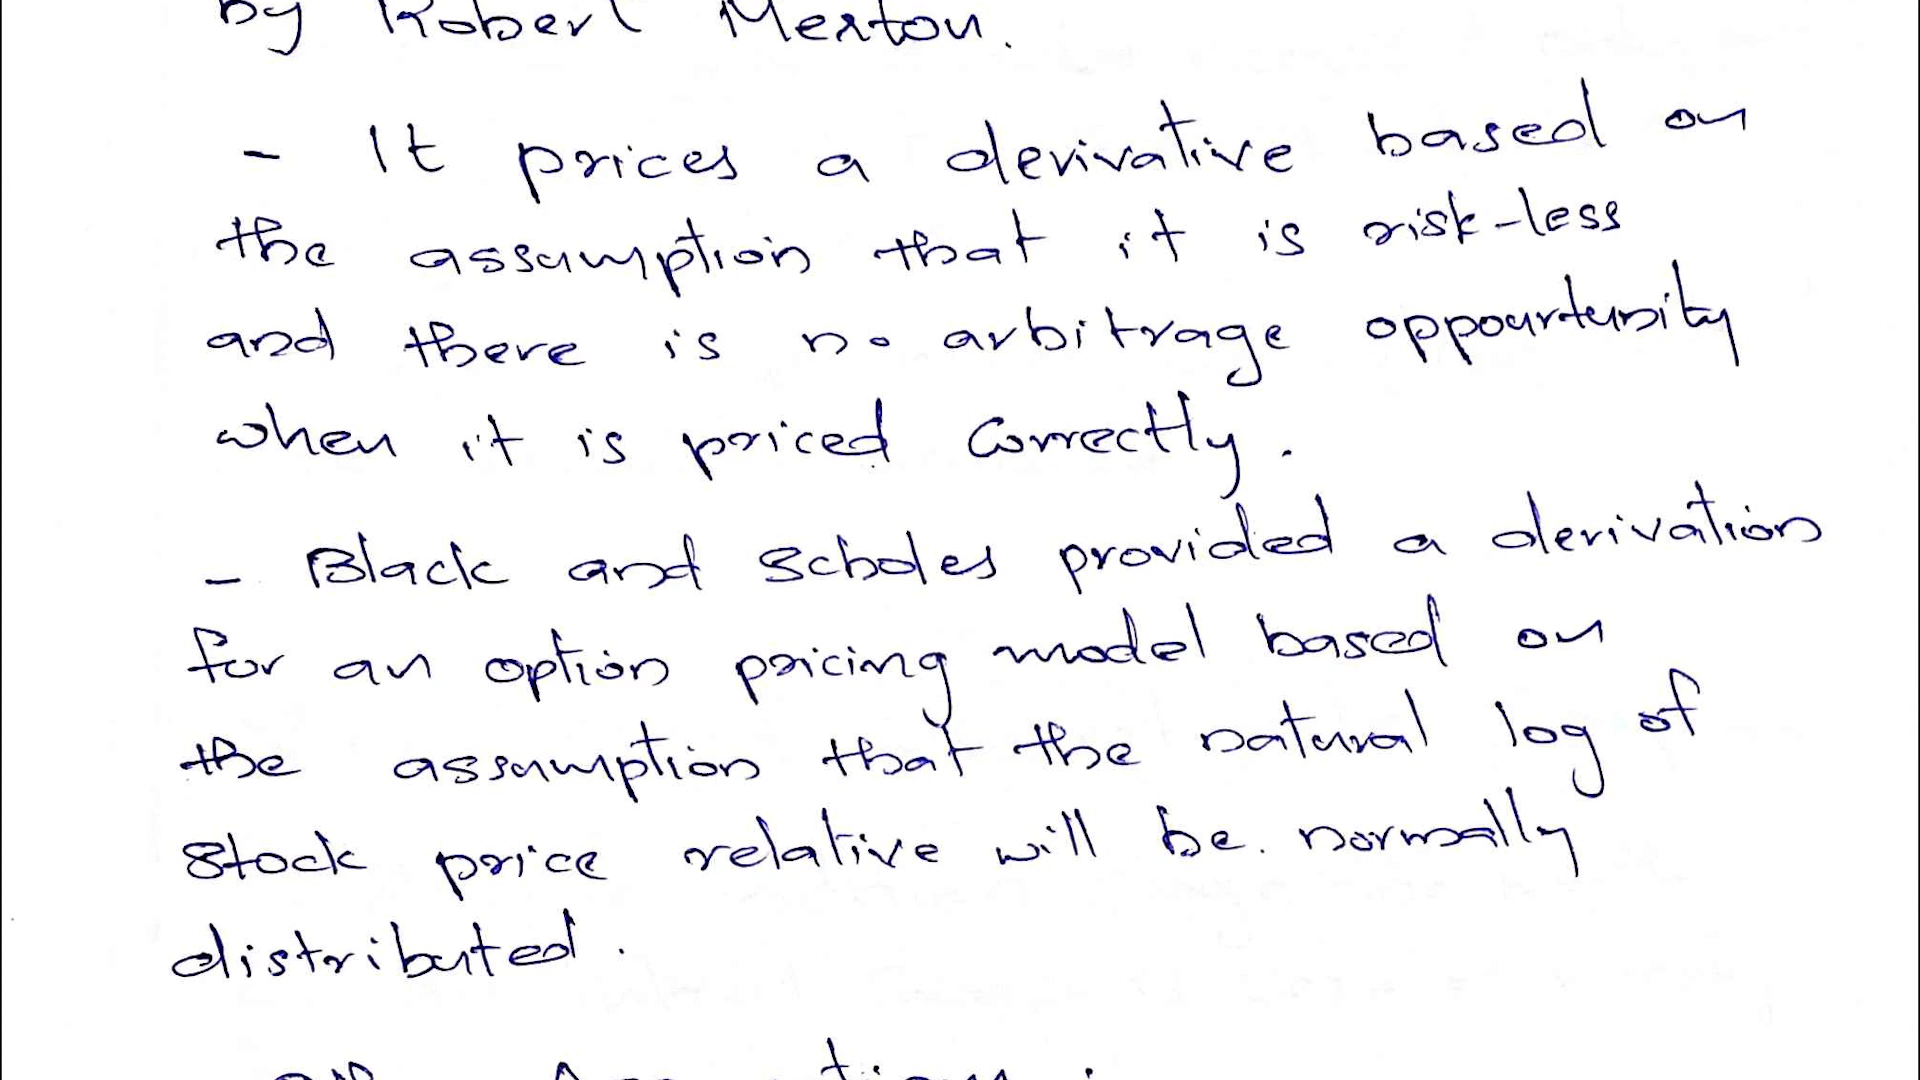 by Robert Merton.
- It prices a derivative based on
the assumption that it is risk-less
and there is no arbitrage oppourtunity
when it is priced correctly.
- Black and Scholes provided a derivation
for an option pricing model based on
the assumption that the natural log of
stock price relative will be normally
distributed.